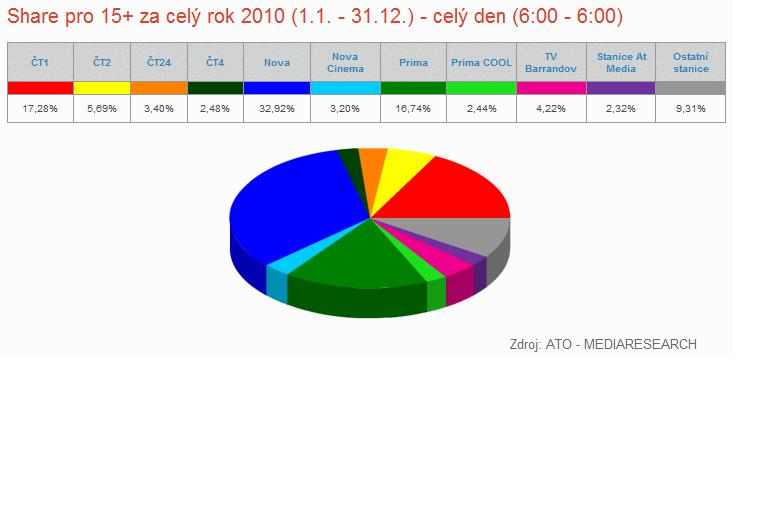 Share pro 15+ za celý rok 2010 (1.1. - 31.12.) - celý den (6:00 - 6:00)
ČT1 ČT2 ČT24 ČT4 Nova Nova Cinema Prima Prima COOL TV Barrandov Stanice At Media Ostatní stanice
17,28% 5,69% 3,40% 2,48% 32,92% 3,20% 16,74% 2,44% 4,22% 2,32% 9,31%
Zdroj: ATO - MEDIARESEARCH